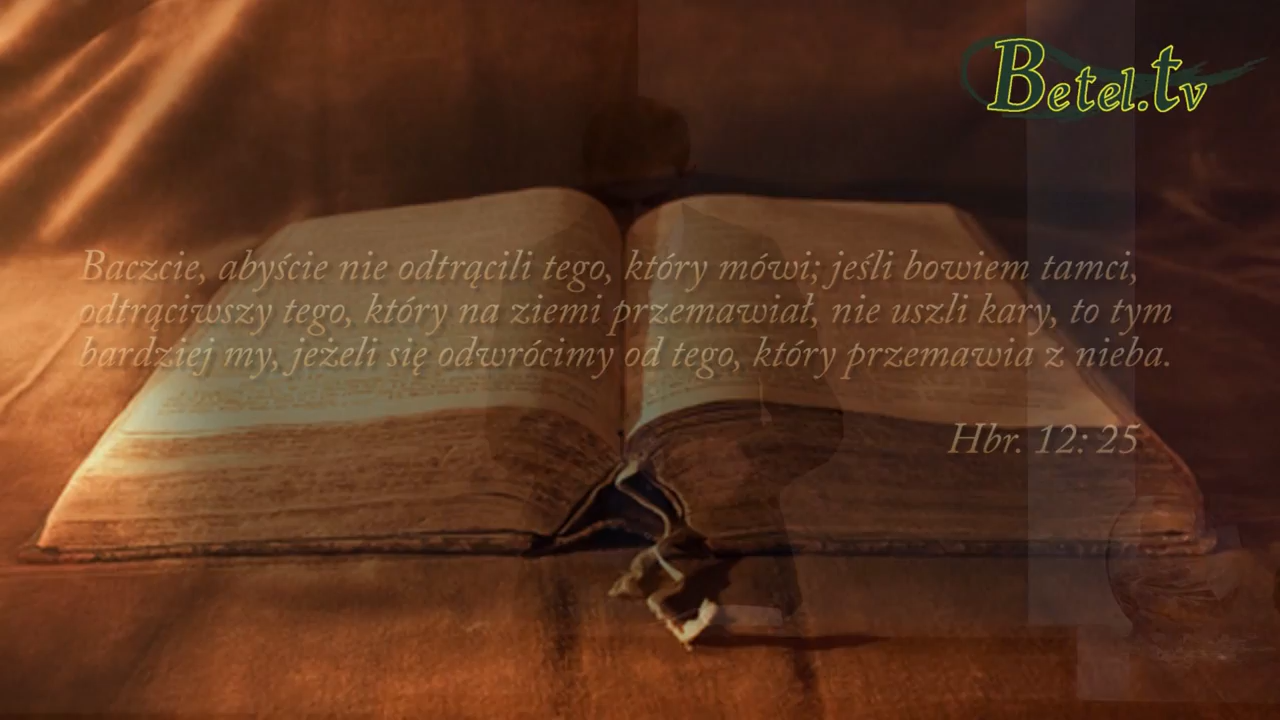 Betel.tv
Baczcie, abyście nie odtrącili tego, który mówi; jeśli bowiem tamci,
odtrąciwszy tego, który na ziemi przemawiał, nie uszli kary, to tym
bardziej my, jeżeli się odwrócimy od tego, który przemawia z nieba.
Hbr. 12: 25